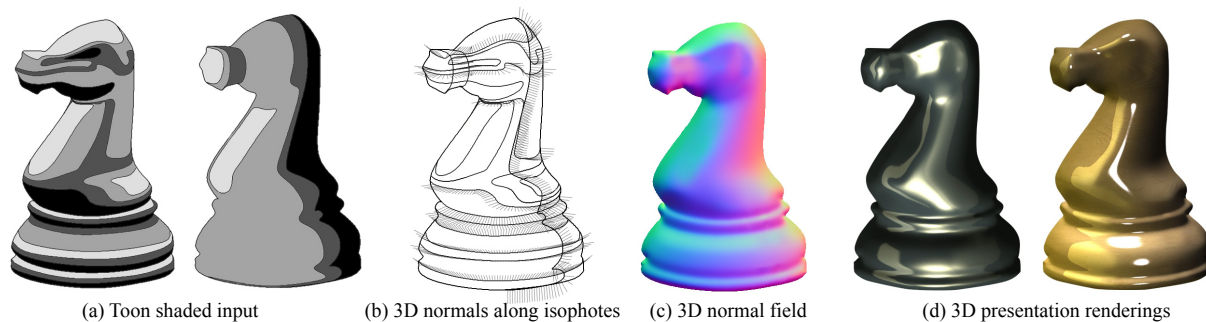 (a) Toon shaded input
(b) 3D normals along isophotes
(c) 3D normal field
(d) 3D presentation renderings